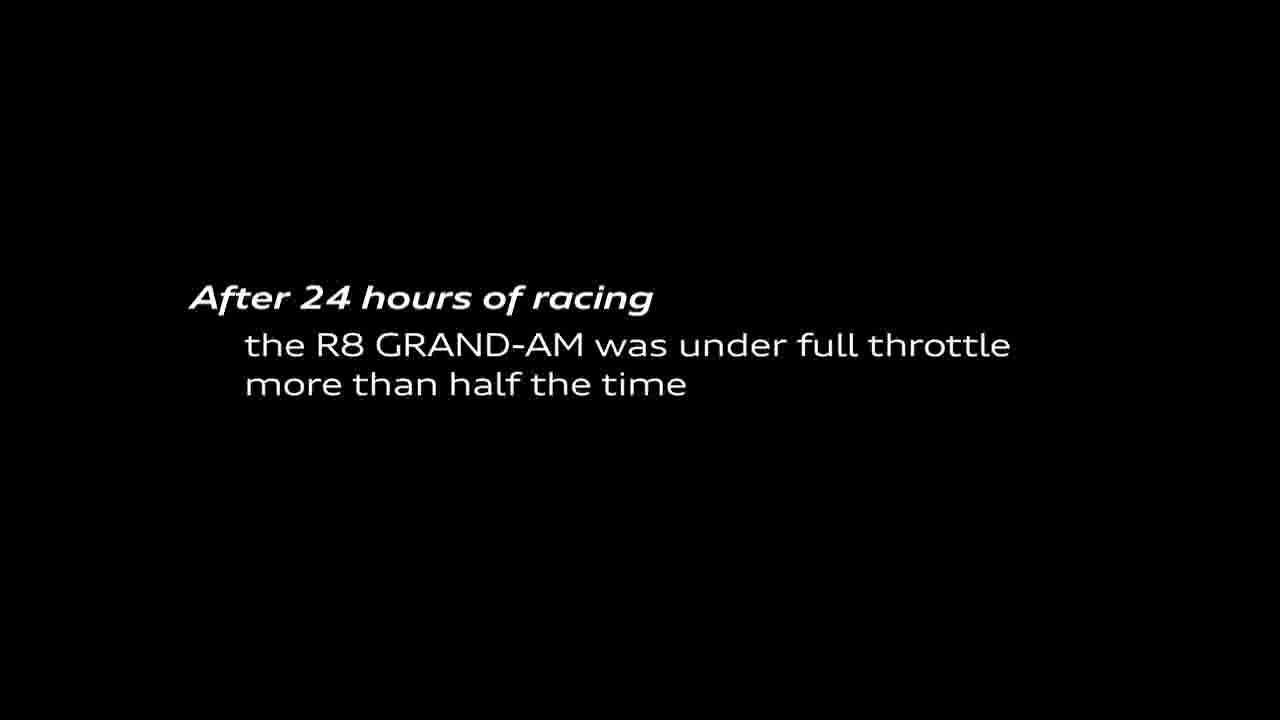 After 24 hours of racing
the R8 GRAND-AM was under full throttle
more than half the time